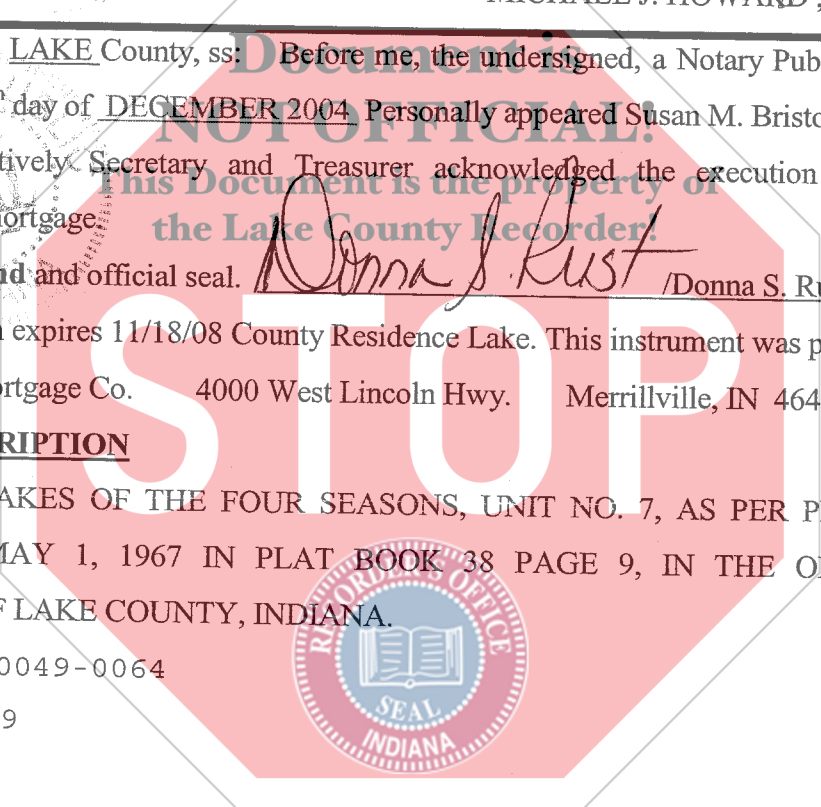 MICHAEL J. HOWARD,
LAKE County, ss: Before me, the undersigned, a Notary Pub
day of DECEMBER 2004 Personally appeared Susan M. Bristo
tively Secretary and Treasurer acknowledged the execution
ortgage.
nd and official seal. Donna S. Rust /Donna S. Ru
n expires 11/18/08 County Residence Lake. This instrument was p
ortgage Co. 4000 West Lincoln Hwy. Merrillville, IN 464
RIPTION
AKES OF THE FOUR SEASONS, UNIT NO. 7, AS PER P
MAY 1, 1967 IN PLAT BOOK 38 PAGE 9, IN THE O
F LAKE COUNTY, INDIANA.
0049-0064
9
Document is
NOT OFFICIAL!
This Document is the property of
the Lake County Recorder!
STOP
RECORDER'S OFFICE
SEAL
INDIANA